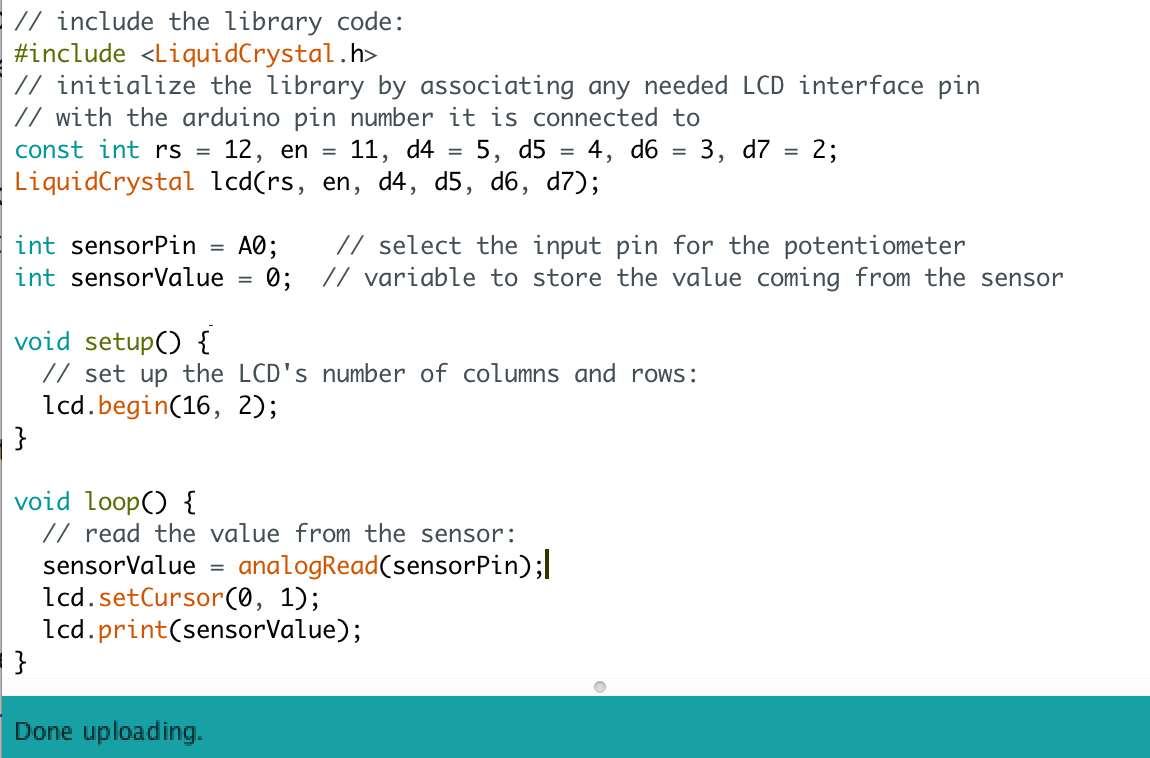 // include the library code:
#include <LiquidCrystal.h>
// initialize the library by associating any needed LCD interface pin
// with the arduino pin number it is connected to
const int rs = 12, en = 11, d4 = 5, d5 = 4, d6 = 3, d7 = 2;
LiquidCrystal lcd(rs, en, d4, d5, d6, d7);

int sensorPin = A0;    // select the input pin for the potentiometer
int sensorValue = 0;  // variable to store the value coming from the sensor

void setup() {
  // set up the LCD's number of columns and rows:
  lcd.begin(16, 2);
}

void loop() {
  // read the value from the sensor:
  sensorValue = analogRead(sensorPin);
  lcd.setCursor(0, 1);
  lcd.print(sensorValue);
}
Done uploading.